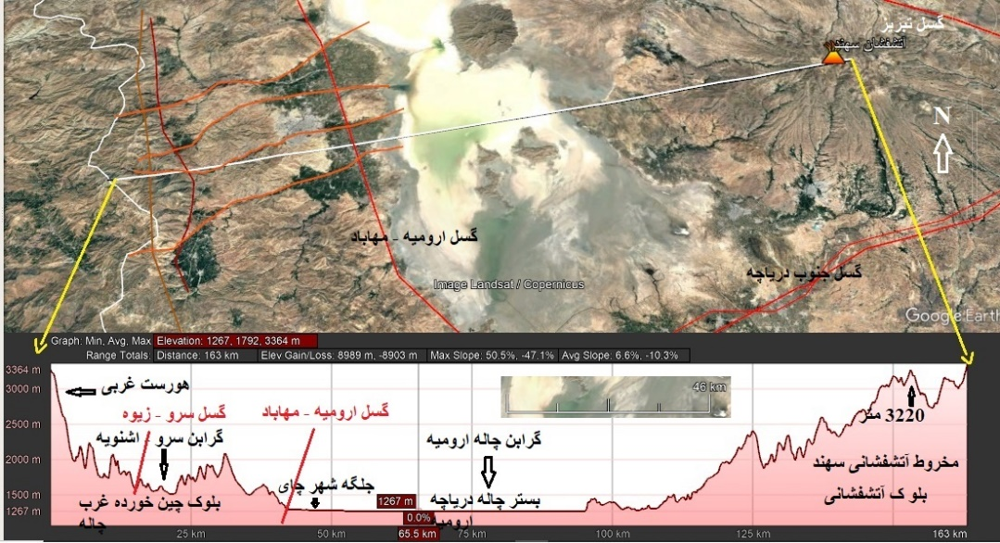 گسل تبریز
آتشفشان سهند
N
گسل ارومیه - مهاباد
گسل جنوب دریاچه
Image Landsat / Copernicus
Google Earth
Graph: Min, Avg, Max Elevation: 1267, 1792, 3364 m
Range Totals: Distance: 163 km Elev Gain/Loss: 8989 m, -8903 m Max Slope: 50.5%, -47.1% Avg Slope: 6.6%, -10.3%
3364 m
3000 m
2500 m
2000 m
1500 m
1267 m
هورست غربی
گسل سرو - زیوه
گسل ارومیه - مهاباد
گرابن سرو - اشنویه
بلوک چین خورده غرب
چاله
جلگه شهر چای
1267 m
0.0%
46 km
گرابن چاله ارومیه
بستر چاله دریاچه
ارومیه
3220 متر
مخروط آتشفشانی سهند
بلو ک آتشفشانی
25 km
50 km
65.5 km
75 km
100 km
125 km
163 km